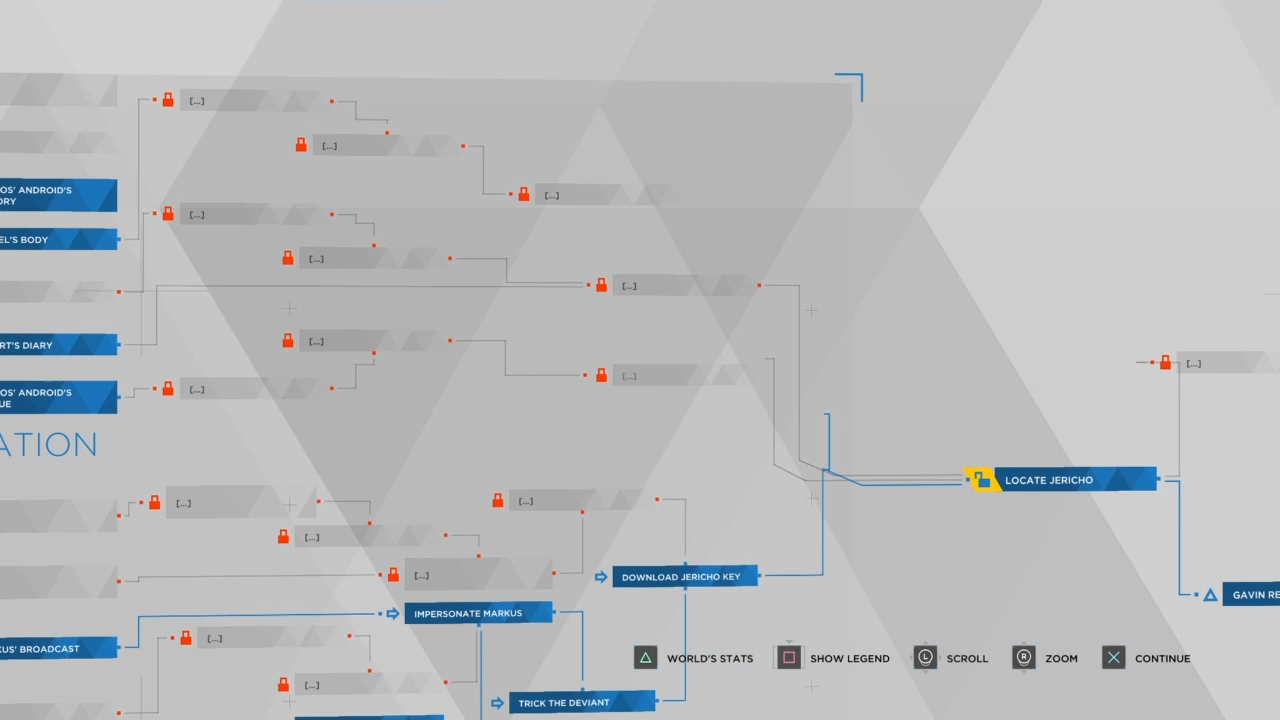 [...]
[...]
OS' ANDROID'S
ORY
[...]
[...]
EL'S BODY
[...]
[...]
RT'S DIARY
[...]
[...]
[...]
OS' ANDROID'S
UE
[...]
ATION
LOCATE JERICHO
[...]
[...]
[...]
[...]
DOWNLOAD JERICHO KEY
GAVIN RE
IMPERSONATE MARKUS
KUS' BROADCAST
[...]
WORLD'S STATS
SHOW LEGEND
L
SCROLL
R
ZOOM
CONTINUE
[...]
TRICK THE DEVIANT